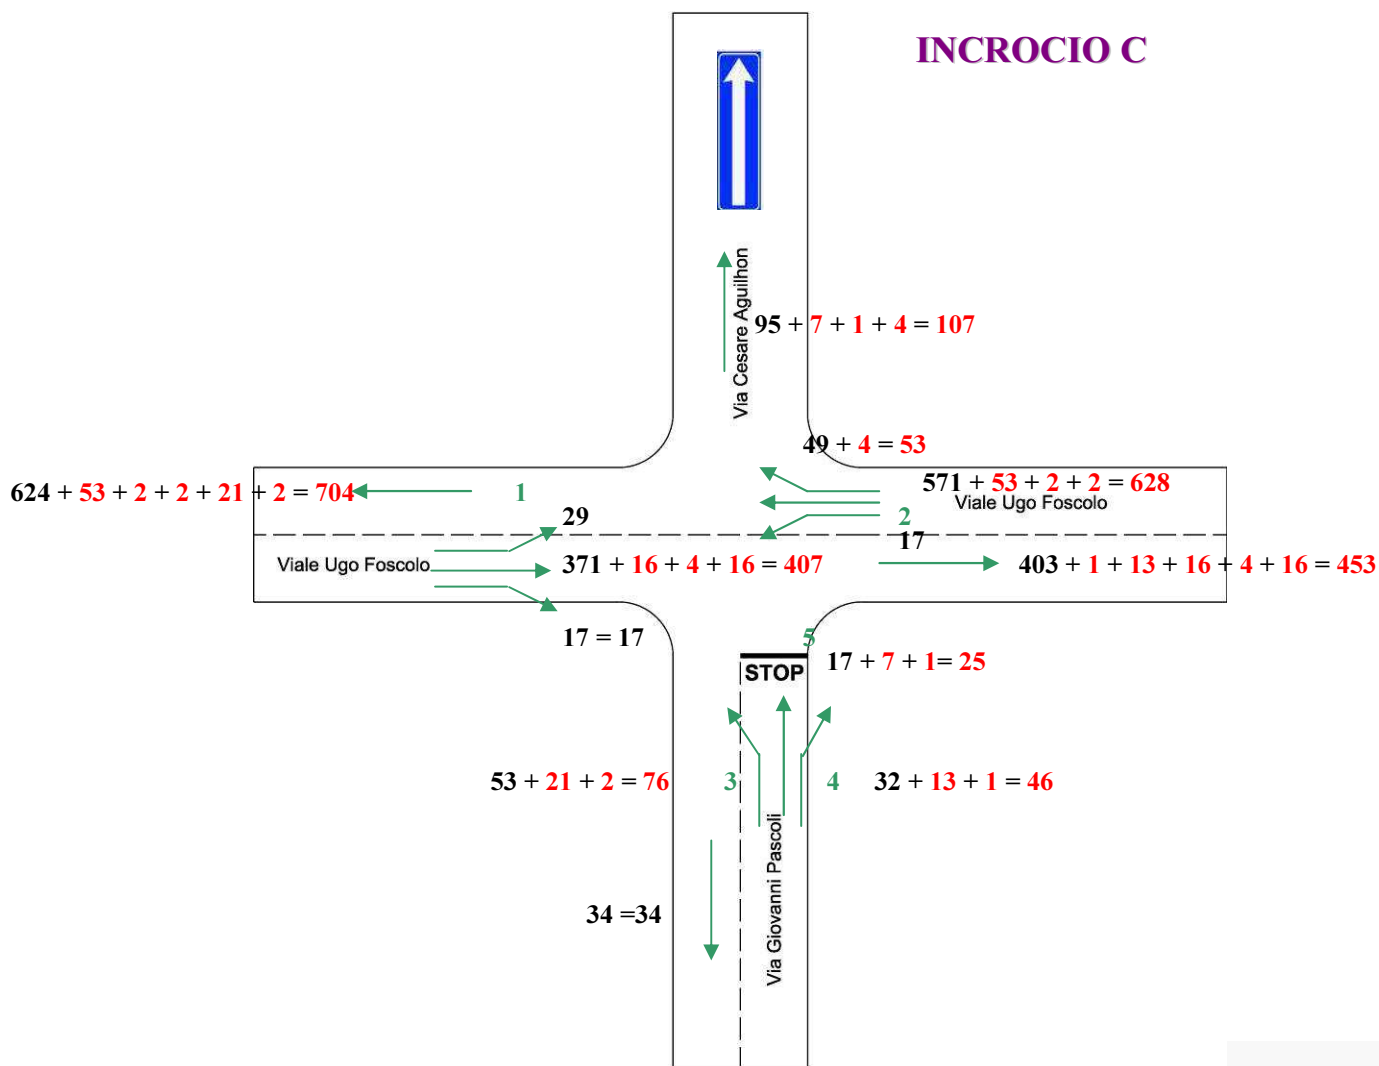 INCROCIO C
Via Cesare Aguilhon
95 + 7 + 1 + 4 = 107
49 + 4 = 53
624 + 53 + 2 + 2 + 21 + 2 = 704
1
571 + 53 + 2 + 2 = 628
Viale Ugo Foscolo
29
2
17
Viale Ugo Foscolo
371 + 16 + 4 + 16 = 407
403 + 1 + 13 + 16 + 4 + 16 = 453
17 = 17
5
17 + 7 + 1= 25
STOP
53 + 21 + 2 = 76
3
4
32 + 13 + 1 = 46
Via Giovanni Pascoli
34 =34